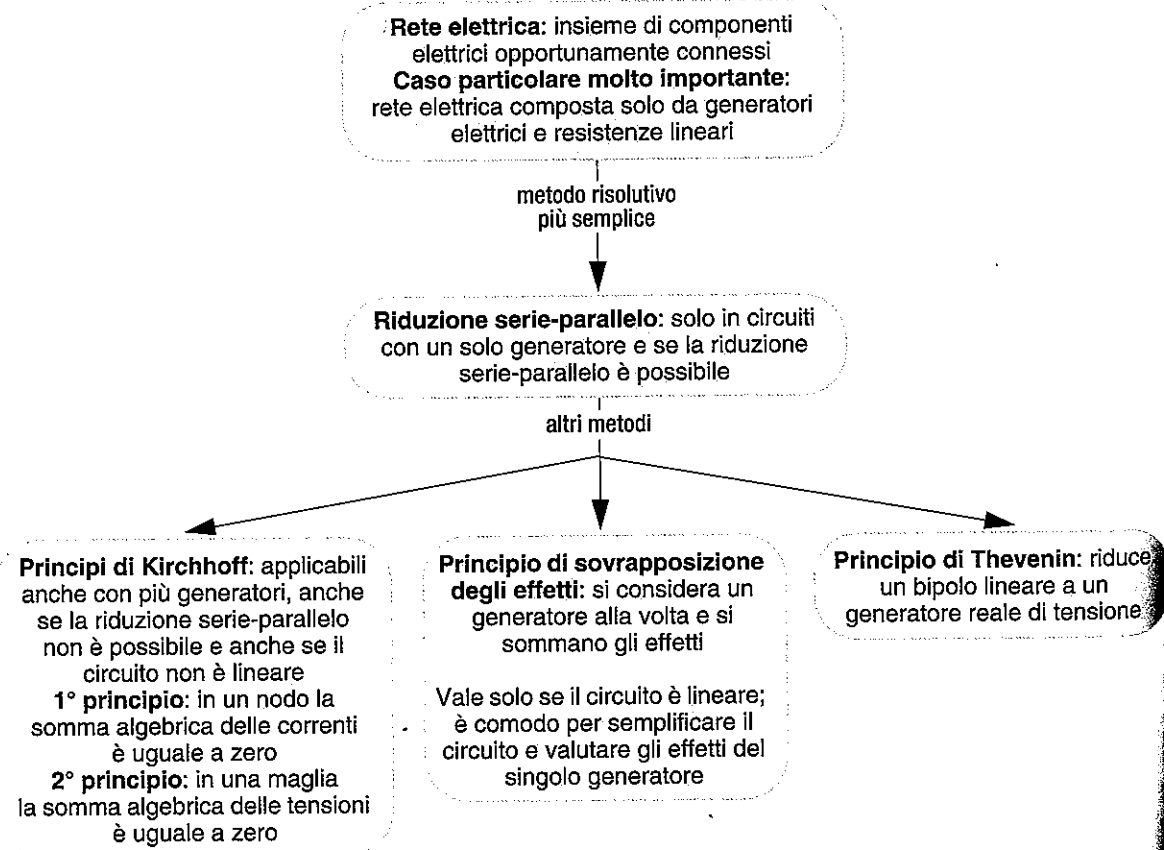 Rete elettrica: insieme di componenti
elettrici opportunamente connessi
Caso particolare molto importante:
rete elettrica composta solo da generatori
elettrici e resistenze lineari
metodo risolutivo
più semplice
Riduzione serie-parallelo: solo in circuiti
con un solo generatore e se la riduzione
serie-parallelo è possibile
altri metodi
Principi di Kirchhoff: applicabili
anche con più generatori, anche
se la riduzione serie-parallelo
non è possibile e anche se il
circuito non è lineare
1° principio: in un nodo la
somma algebrica delle correnti
è uguale a zero
2° principio: in una maglia
la somma algebrica delle tensioni
è uguale a zero
Principio di sovrapposizione
degli effetti: si considera un
generatore alla volta e si
sommano gli effetti
Vale solo se il circuito è lineare;
è comodo per semplificare il
circuito e valutare gli effetti del
singolo generatore
Principio di Thevenin: riduce
un bipolo lineare a un
generatore reale di tensione